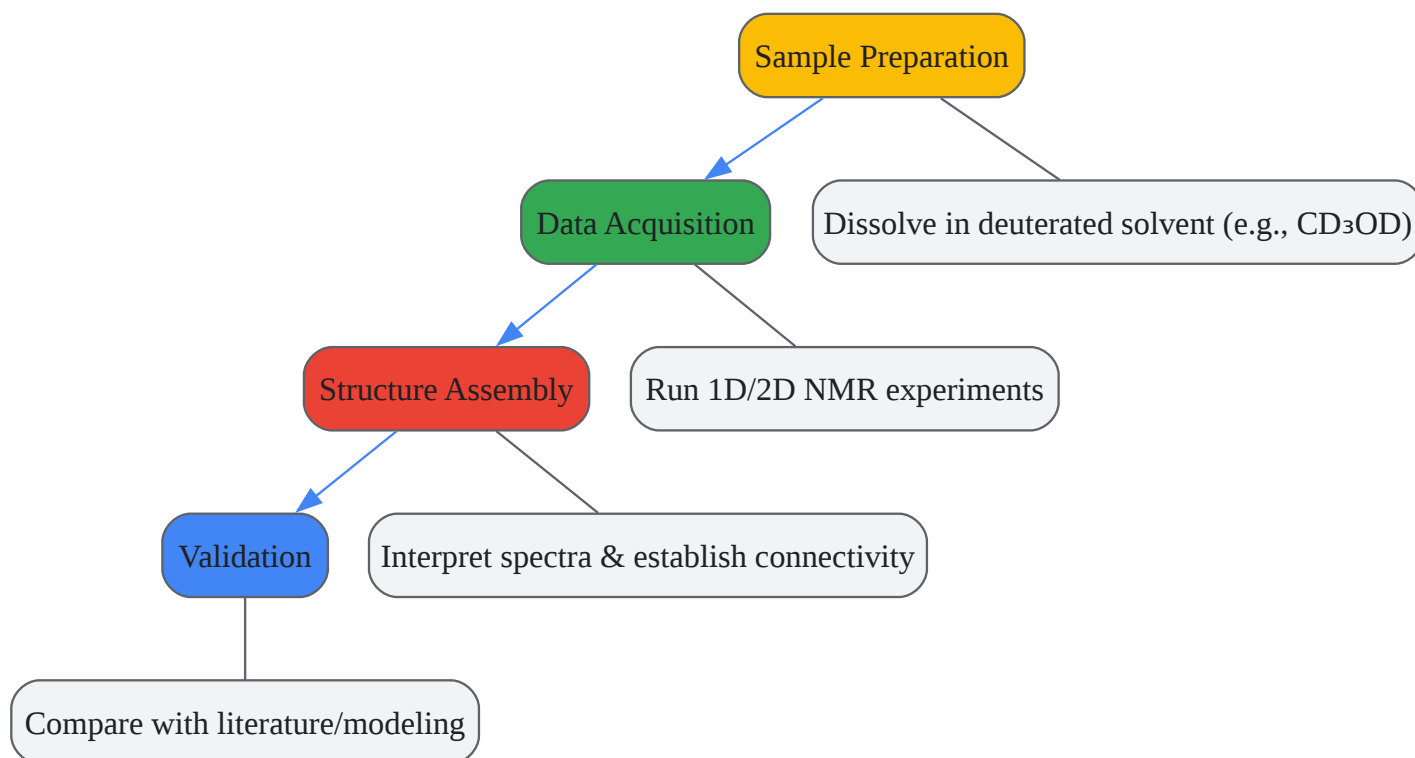 Sample Preparation
Data Acquisition
Dissolve in deuterated solvent (e.g., CD₃OD)
Structure Assembly
Run 1D/2D NMR experiments
Validation
Interpret spectra & establish connectivity
Compare with literature/modeling